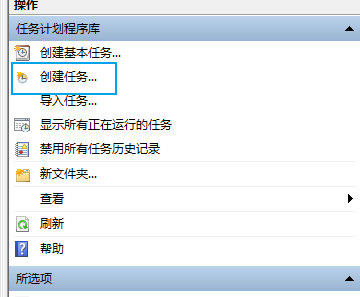 操作
任务计划程序库
创建基本任务...
创建任务...
导入任务...
显示所有正在运行的任务
禁用所有任务历史记录
新文件夹...
查看
刷新
帮助
所选项